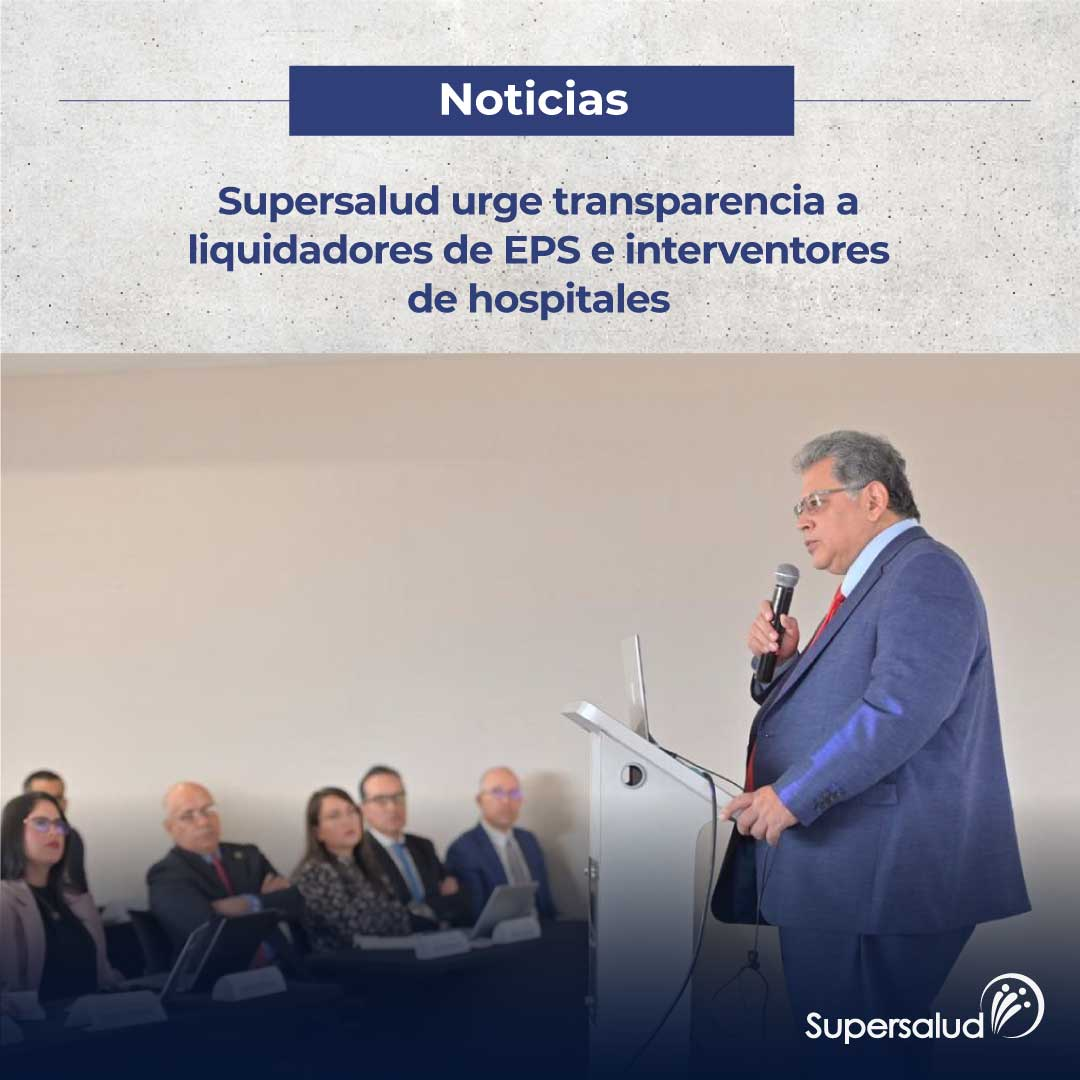 Noticias
Supersalud urge transparencia a
liquidadores de EPS e interventores
de hospitales
Supersalud